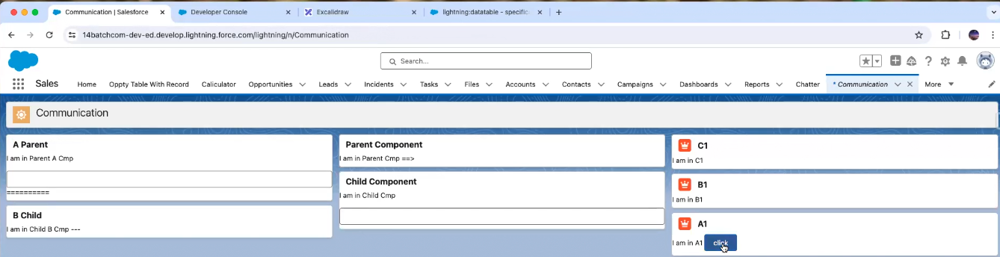 Communication | Salesforce
Developer Console
Excalidraw
lightning:datatable - specific
14batchcom-dev-ed.develop.lightning.force.com/lightning/n/Communication
Search...
Sales Home Oppty Table With Record Calculator Opportunities Leads Incidents Tasks Files Accounts Contacts Campaigns Dashboards Reports Chatter * Communication More
Communication
A Parent
I am in Parent A Cmp
==========
B Child
I am in Child B Cmp ---
Parent Component
I am in Parent Cmp ==>
Child Component
I am in Child Cmp
C1
I am in C1
B1
I am in B1
A1
I am in A1 click